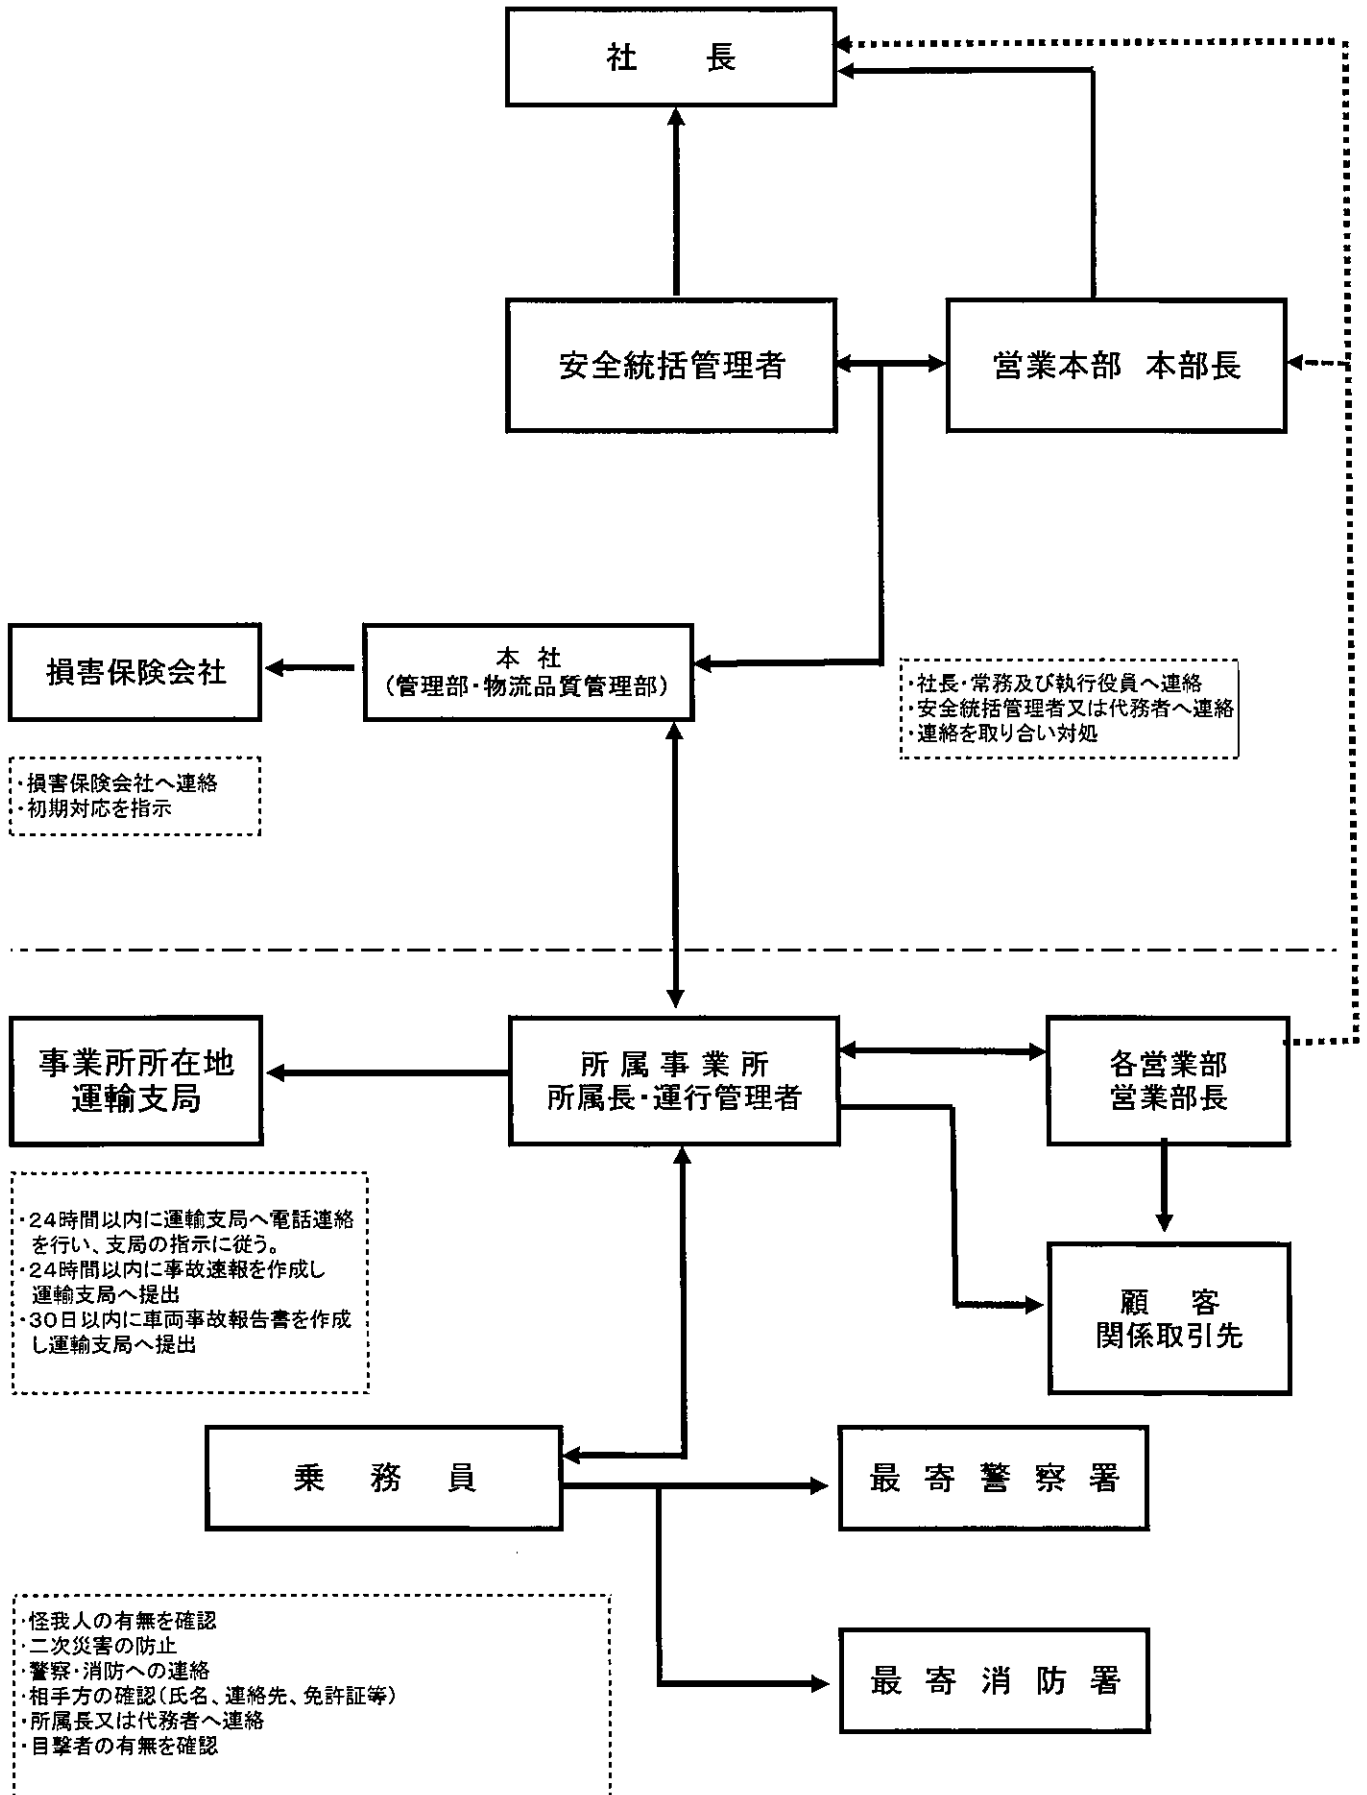 社　長
安全統括管理者
営業本部 本部長
損害保険会社
本 社
(管理部・物流品質管理部)
・社長・常務及び執行役員へ連絡
・安全統括管理者又は代務者へ連絡
・連絡を取り合い対処
・損害保険会社へ連絡
・初期対応を指示
事業所所在地
運輸支局
所 属 事 業 所
所属長・運行管理者
各営業部
営業部長
・24時間以内に運輸支局へ電話連絡
を行い、支局の指示に従う。
・24時間以内に事故速報を作成し
運輸支局へ提出
・30日以内に車両事故報告書を作成
し運輸支局へ提出
顧　客
関係取引先
乗 務 員
最 寄 警 察 署
・怪我人の有無を確認
・二次災害の防止
・警察・消防への連絡
・相手方の確認(氏名、連絡先、免許証等)
・所属長又は代務者へ連絡
・目撃者の有無を確認
最 寄 消 防 署